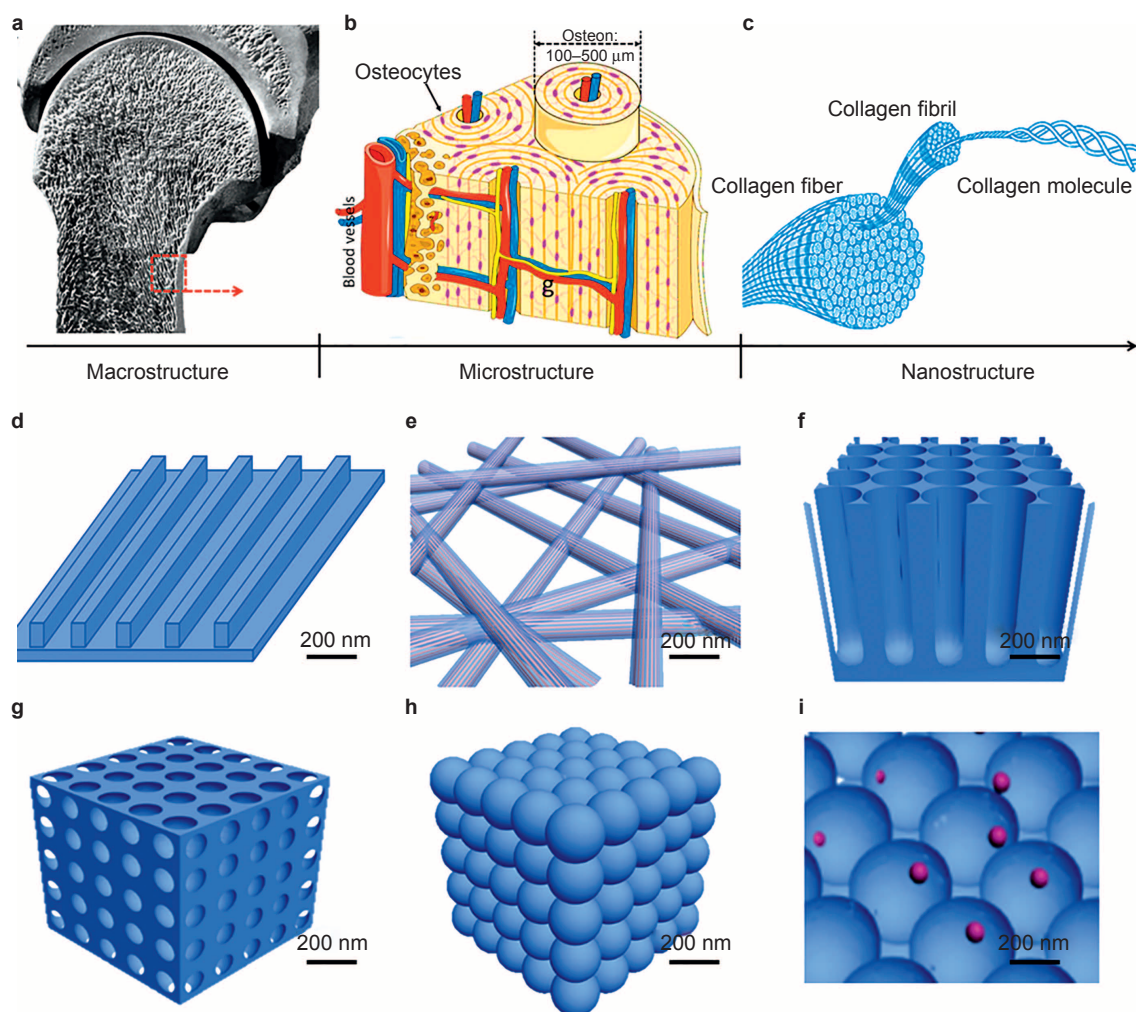 a
b
c
Osteon:
100–500 μm
Osteocytes
Collagen fibril
Collagen fiber
Collagen molecule
Blood vessels
g
Macrostructure
Microstructure
Nanostructure
d
e
f
200 nm
200 nm
200 nm
g
h
i
200 nm
200 nm
200 nm